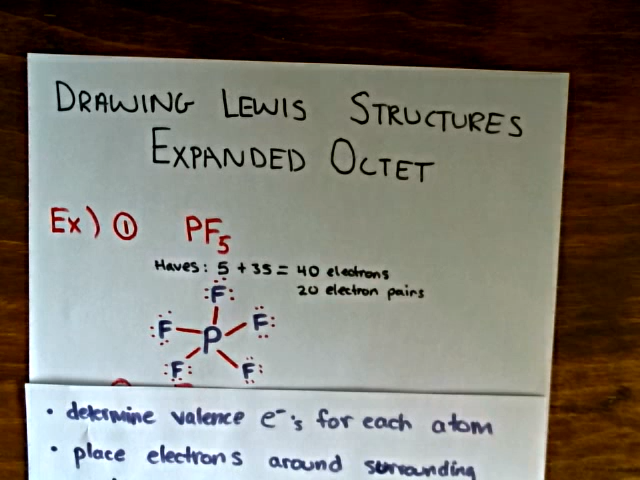 DRAWING LEWIS STRUCTURES
EXPANDED OCTET
Ex) ① PF5
Haves: 5 + 35 = 40 electrons
20 electron pairs
:F:
:F P F:
:F: F:
• determine valence e⁻'s for each atom
• place electrons around surrounding